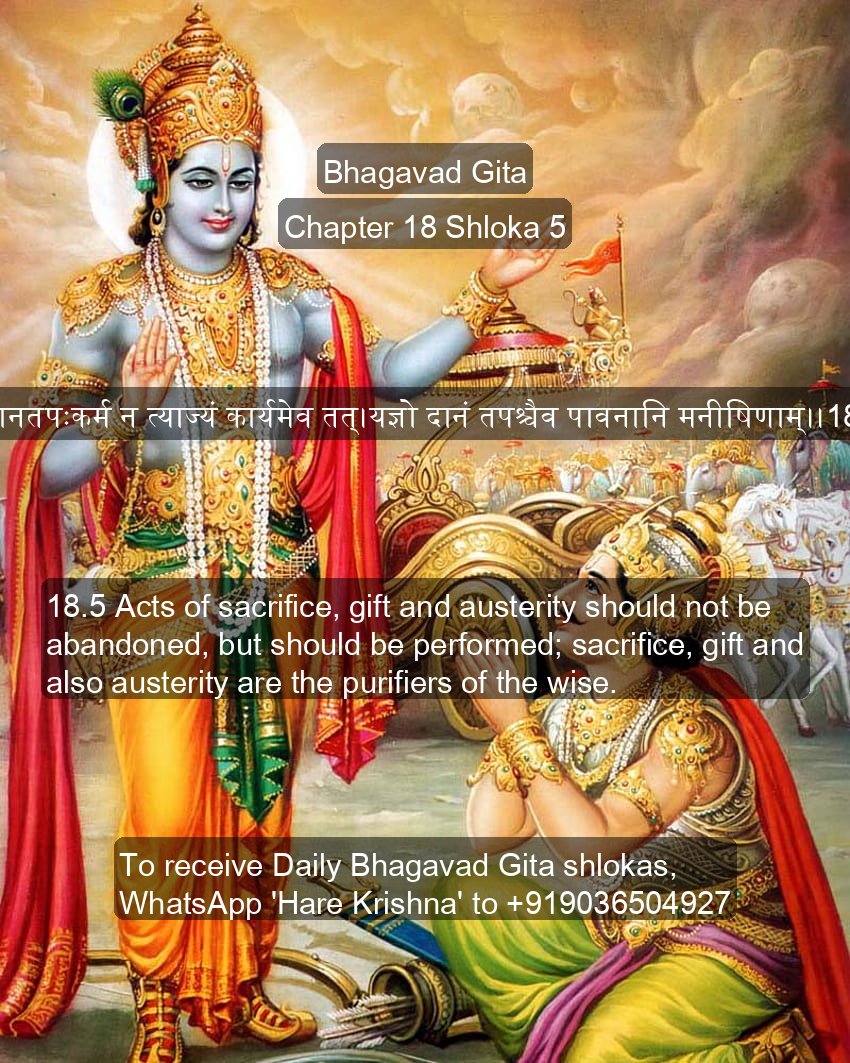 Bhagavad Gita
Chapter 18 Shloka 5
न त्याज्यं कार्यमेव तत्।यज्ञो दानं तपश्चैव पावनानि मनीषिणाम्।।18
18.5 Acts of sacrifice, gift and austerity should not be
abandoned, but should be performed; sacrifice, gift and
also austerity are the purifiers of the wise.
To receive Daily Bhagavad Gita shlokas,
WhatsApp 'Hare Krishna' to +919036504927